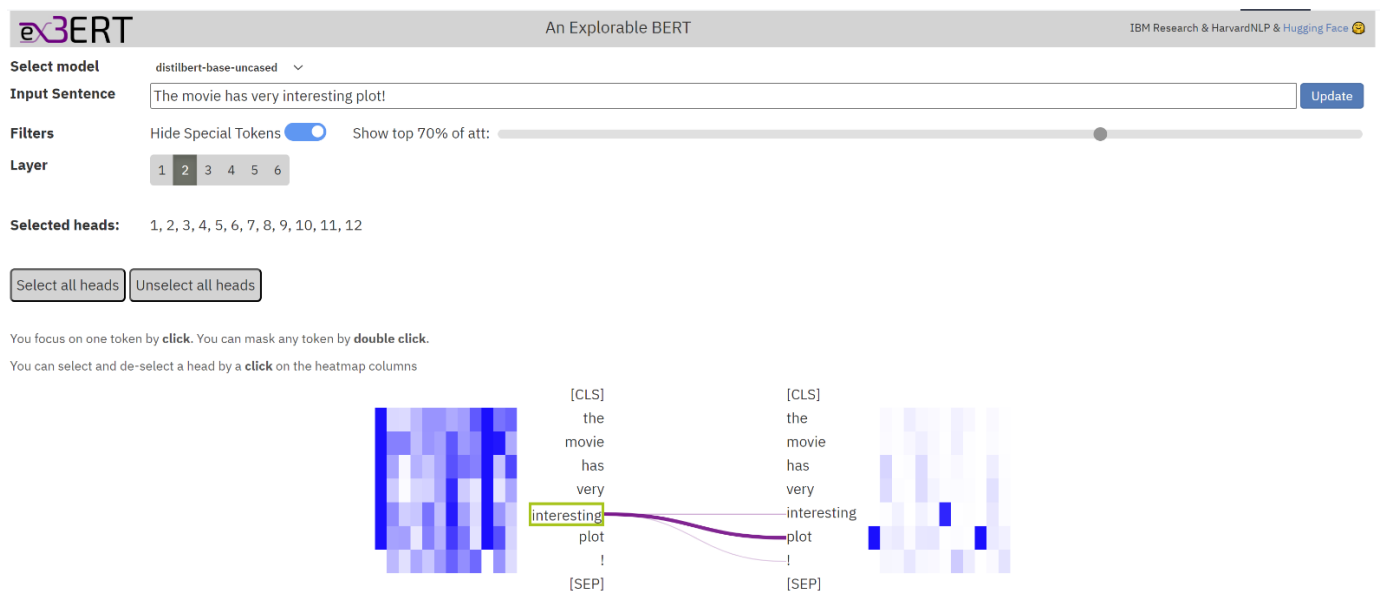 exBERT An Explorable BERT IBM Research & HarvardNLP & Hugging Face
Select model distilbert-base-uncased
Input Sentence The movie has very interesting plot! Update
Filters Hide Special Tokens Show top 70% of att:
Layer 1 2 3 4 5 6
Selected heads: 1, 2, 3, 4, 5, 6, 7, 8, 9, 10, 11, 12
Select all heads Unselect all heads
You focus on one token by click. You can mask any token by double click.
You can select and de-select a head by a click on the heatmap columns
[CLS] [CLS]
the the
movie movie
has has
very very
interesting interesting
plot plot
! !
[SEP] [SEP]